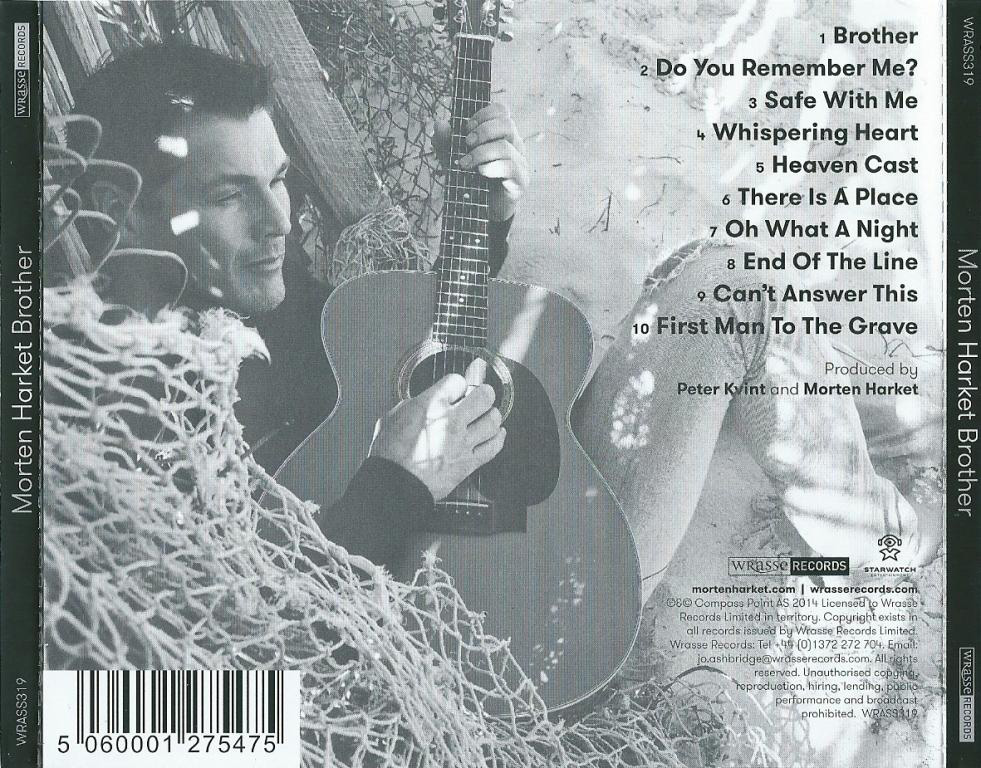 wrasse RECORDS
Morten Harket Brother
WRASS319
1 Brother
2 Do You Remember Me?
3 Safe With Me
4 Whispering Heart
5 Heaven Cast
6 There Is A Place
7 Oh What A Night
8 End Of The Line
9 Can't Answer This
10 First Man To The Grave
Produced by
Peter Kvint and Morten Harket
wrasse RECORDS
STARWATCH
ENTERTAINMENT
mortenharket.com | wrasserecords.com
℗&© Compass Point AS 2014 Licensed to Wrasse
Records Limited in territory. Copyright exists in
all records issued by Wrasse Records Limited.
Wrasse Records: Tel +44 (0)1372 272 704. Email:
jo.ashbridge@wrasserecords.com. All rights
reserved. Unauthorised copying,
reproduction, hiring, lending, public
performance and broadcast
prohibited. WRASS319
5 060001 275475
WRASS319
Morten Harket Brother
wrasse RECORDS